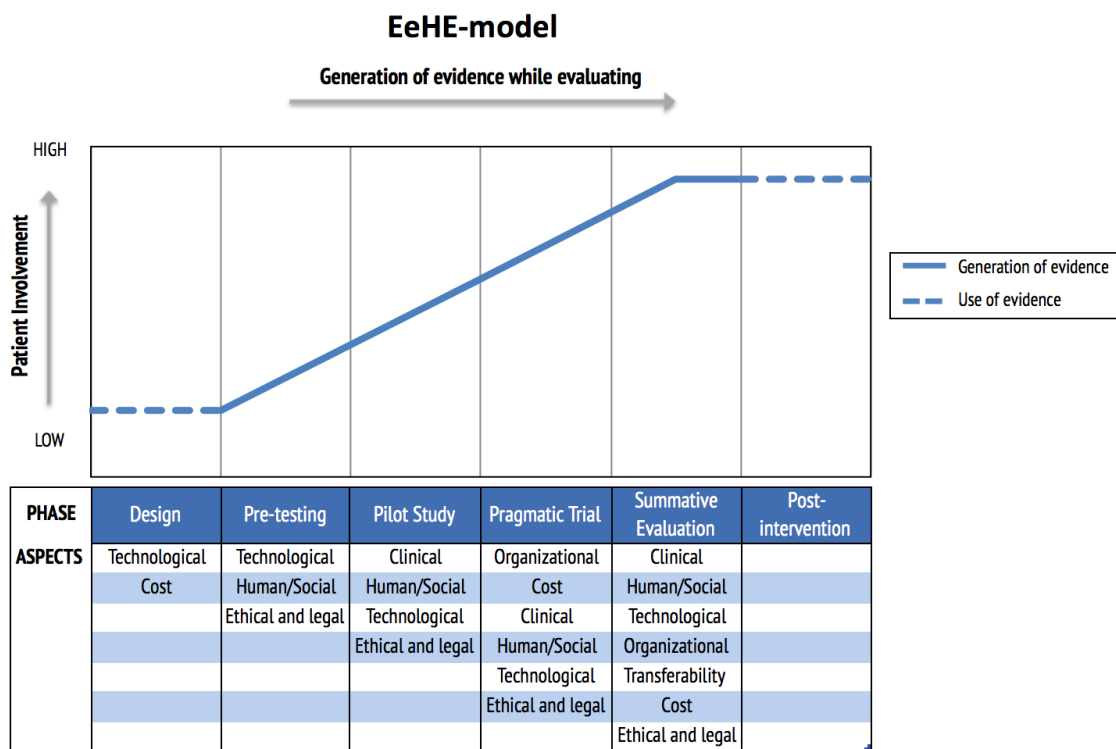 EeHE-model
Generation of evidence while evaluating
HIGH
Patient Involvement
LOW
Generation of evidence
Use of evidence
PHASE Design Pre-testing Pilot Study Pragmatic Trial Summative Evaluation Post-intervention
ASPECTS Technological Technological Clinical Organizational Clinical
Cost Human/Social Human/Social Cost Human/Social
Ethical and legal Technological Clinical Technological
Ethical and legal Human/Social Organizational
Technological Transferability
Ethical and legal Cost
Ethical and legal